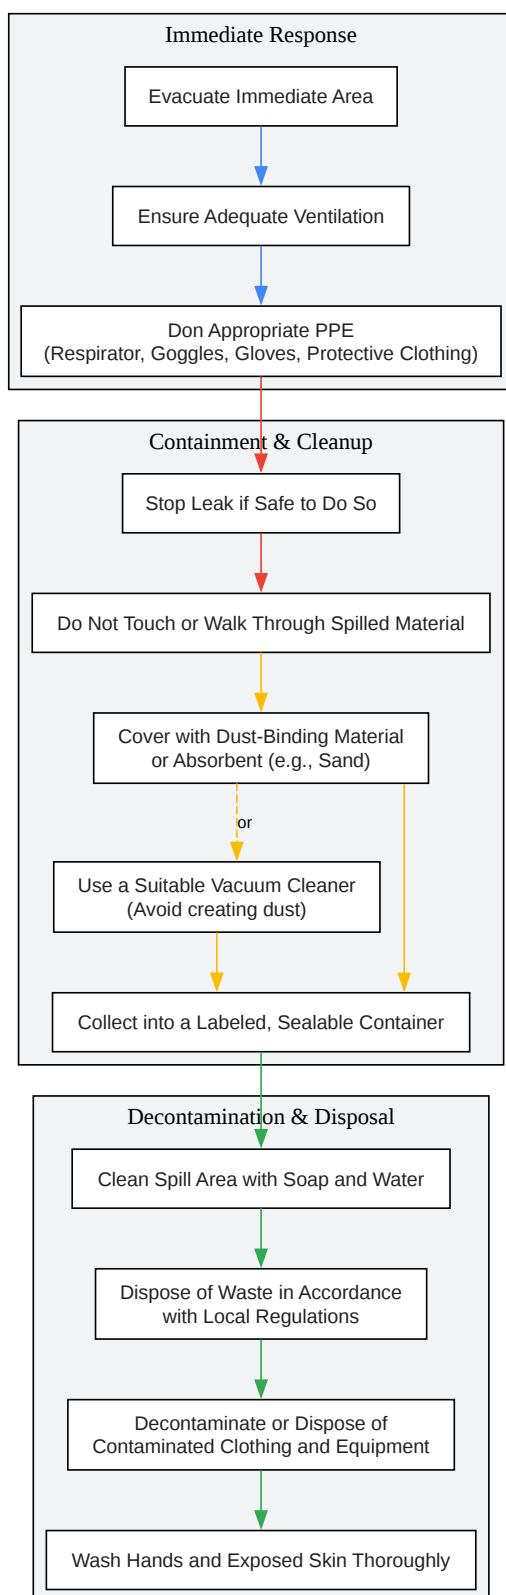 Immediate Response
Evacuate Immediate Area
Ensure Adequate Ventilation
Don Appropriate PPE
(Respirator, Goggles, Gloves, Protective Clothing)
Containment & Cleanup
Stop Leak if Safe to Do So
Do Not Touch or Walk Through Spilled Material
Cover with Dust-Binding Material
or Absorbent (e.g., Sand)
or
Use a Suitable Vacuum Cleaner
(Avoid creating dust)
Collect into a Labeled, Sealable Container
Decontamination & Disposal
Clean Spill Area with Soap and Water
Dispose of Waste in Accordance
with Local Regulations
Decontaminate or Dispose of
Contaminated Clothing and Equipment
Wash Hands and Exposed Skin Thoroughly